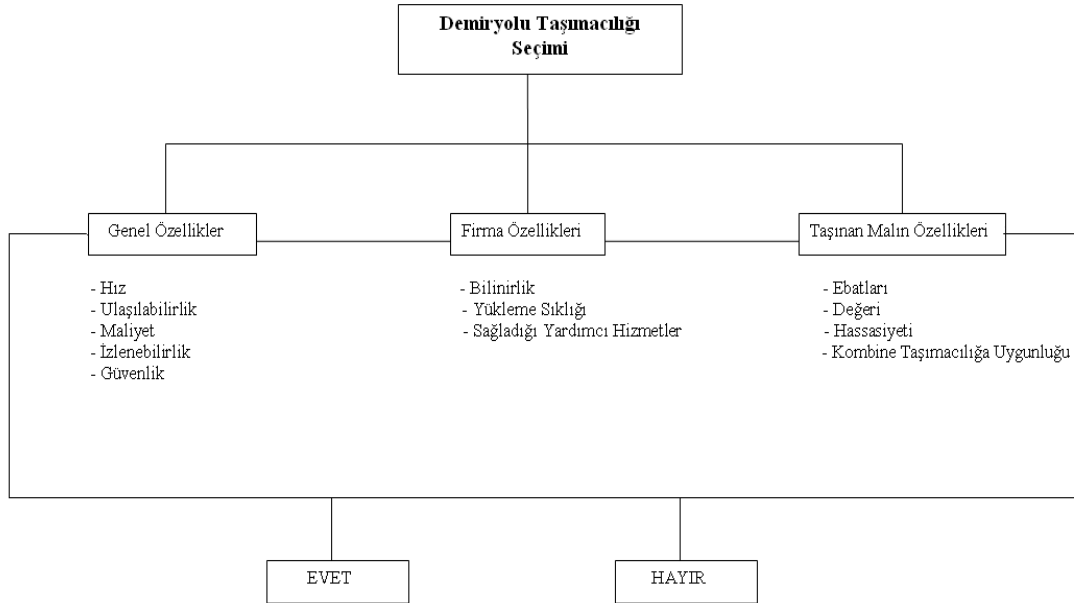 Demiryolu Taşımacılığı
Seçimi
Genel Özellikler
- Hız
- Ulaşılabilirlik
- Maliyet
- İzlenebilirlik
- Güvenlik
Firma Özellikleri
- Bilinirlik
- Yükleme Sıklığı
- Sağladığı Yardımcı Hizmetler
Taşınan Malın Özellikleri
- Ebatları
- Değeri
- Hassasiyeti
- Kombine Taşımacılığa Uygunluğu
EVET
HAYIR